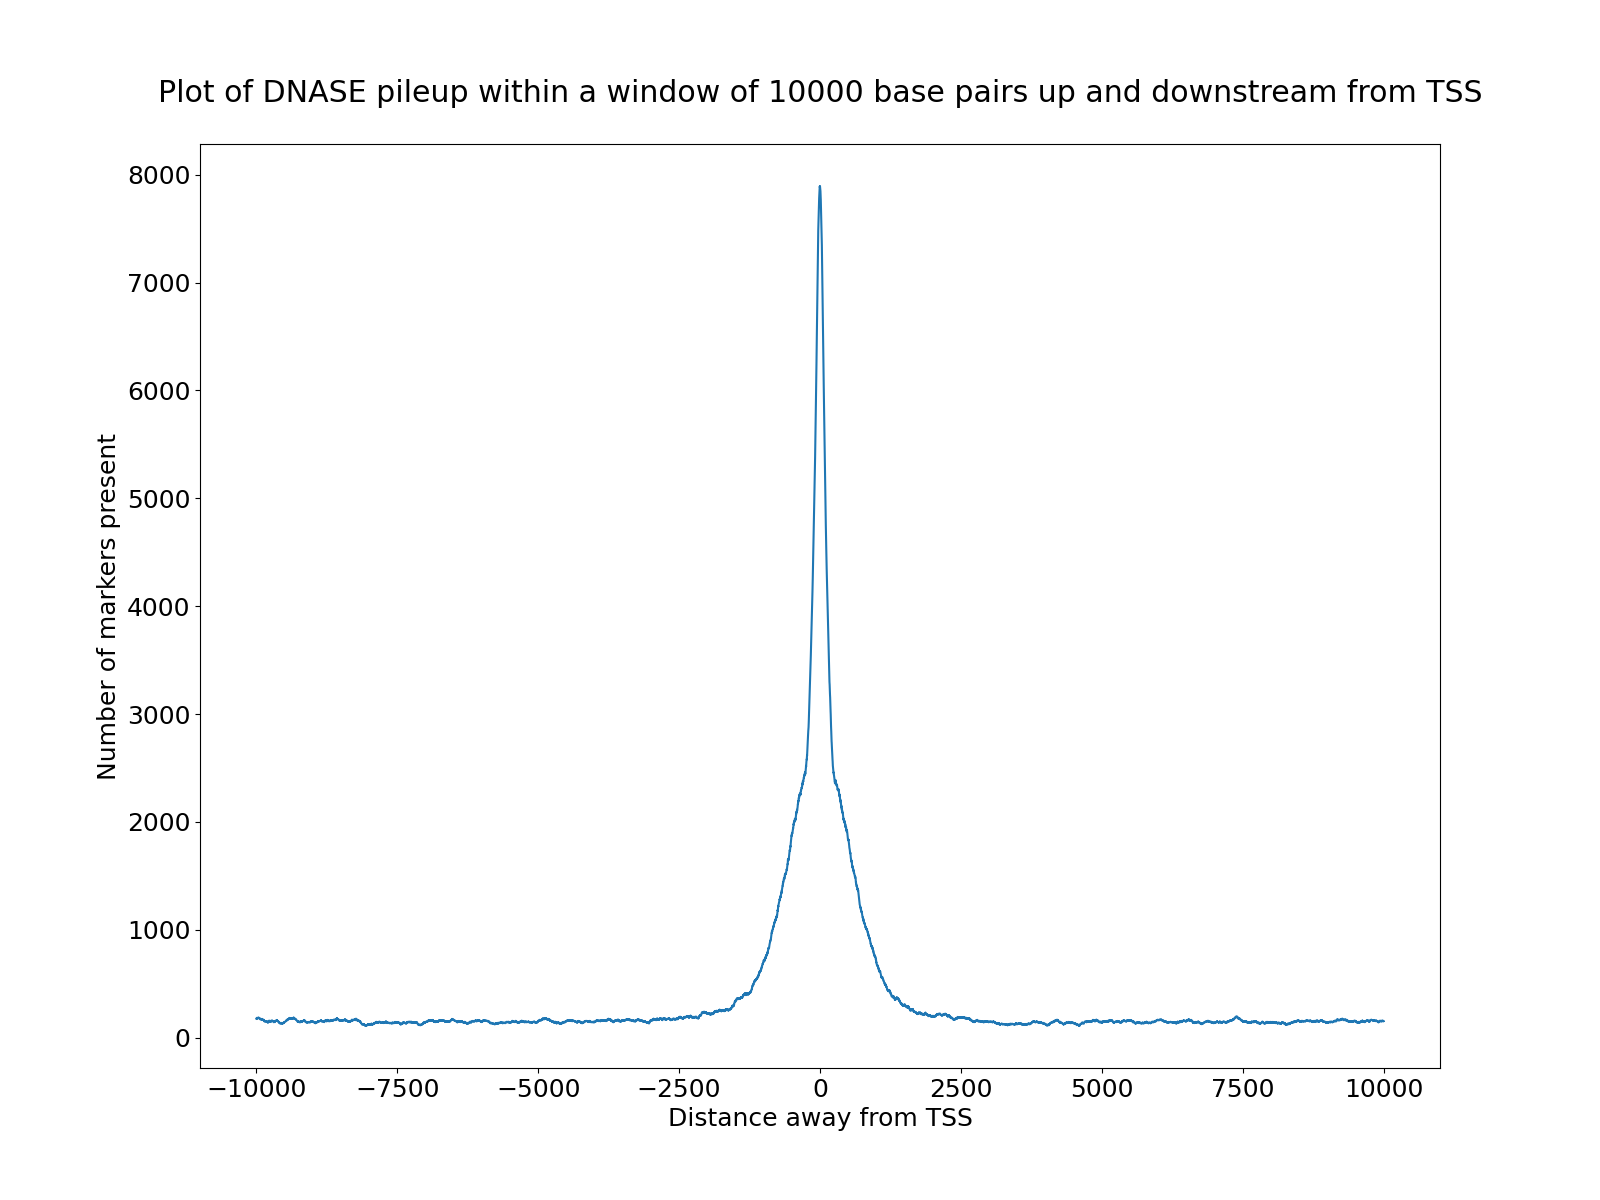 Plot of DNASE pileup within a window of 10000 base pairs up and downstream from TSS
8000
7000
6000
5000
4000
3000
2000
1000
0
Number of markers present
−10000 −7500 −5000 −2500 0 2500 5000 7500 10000
Distance away from TSS